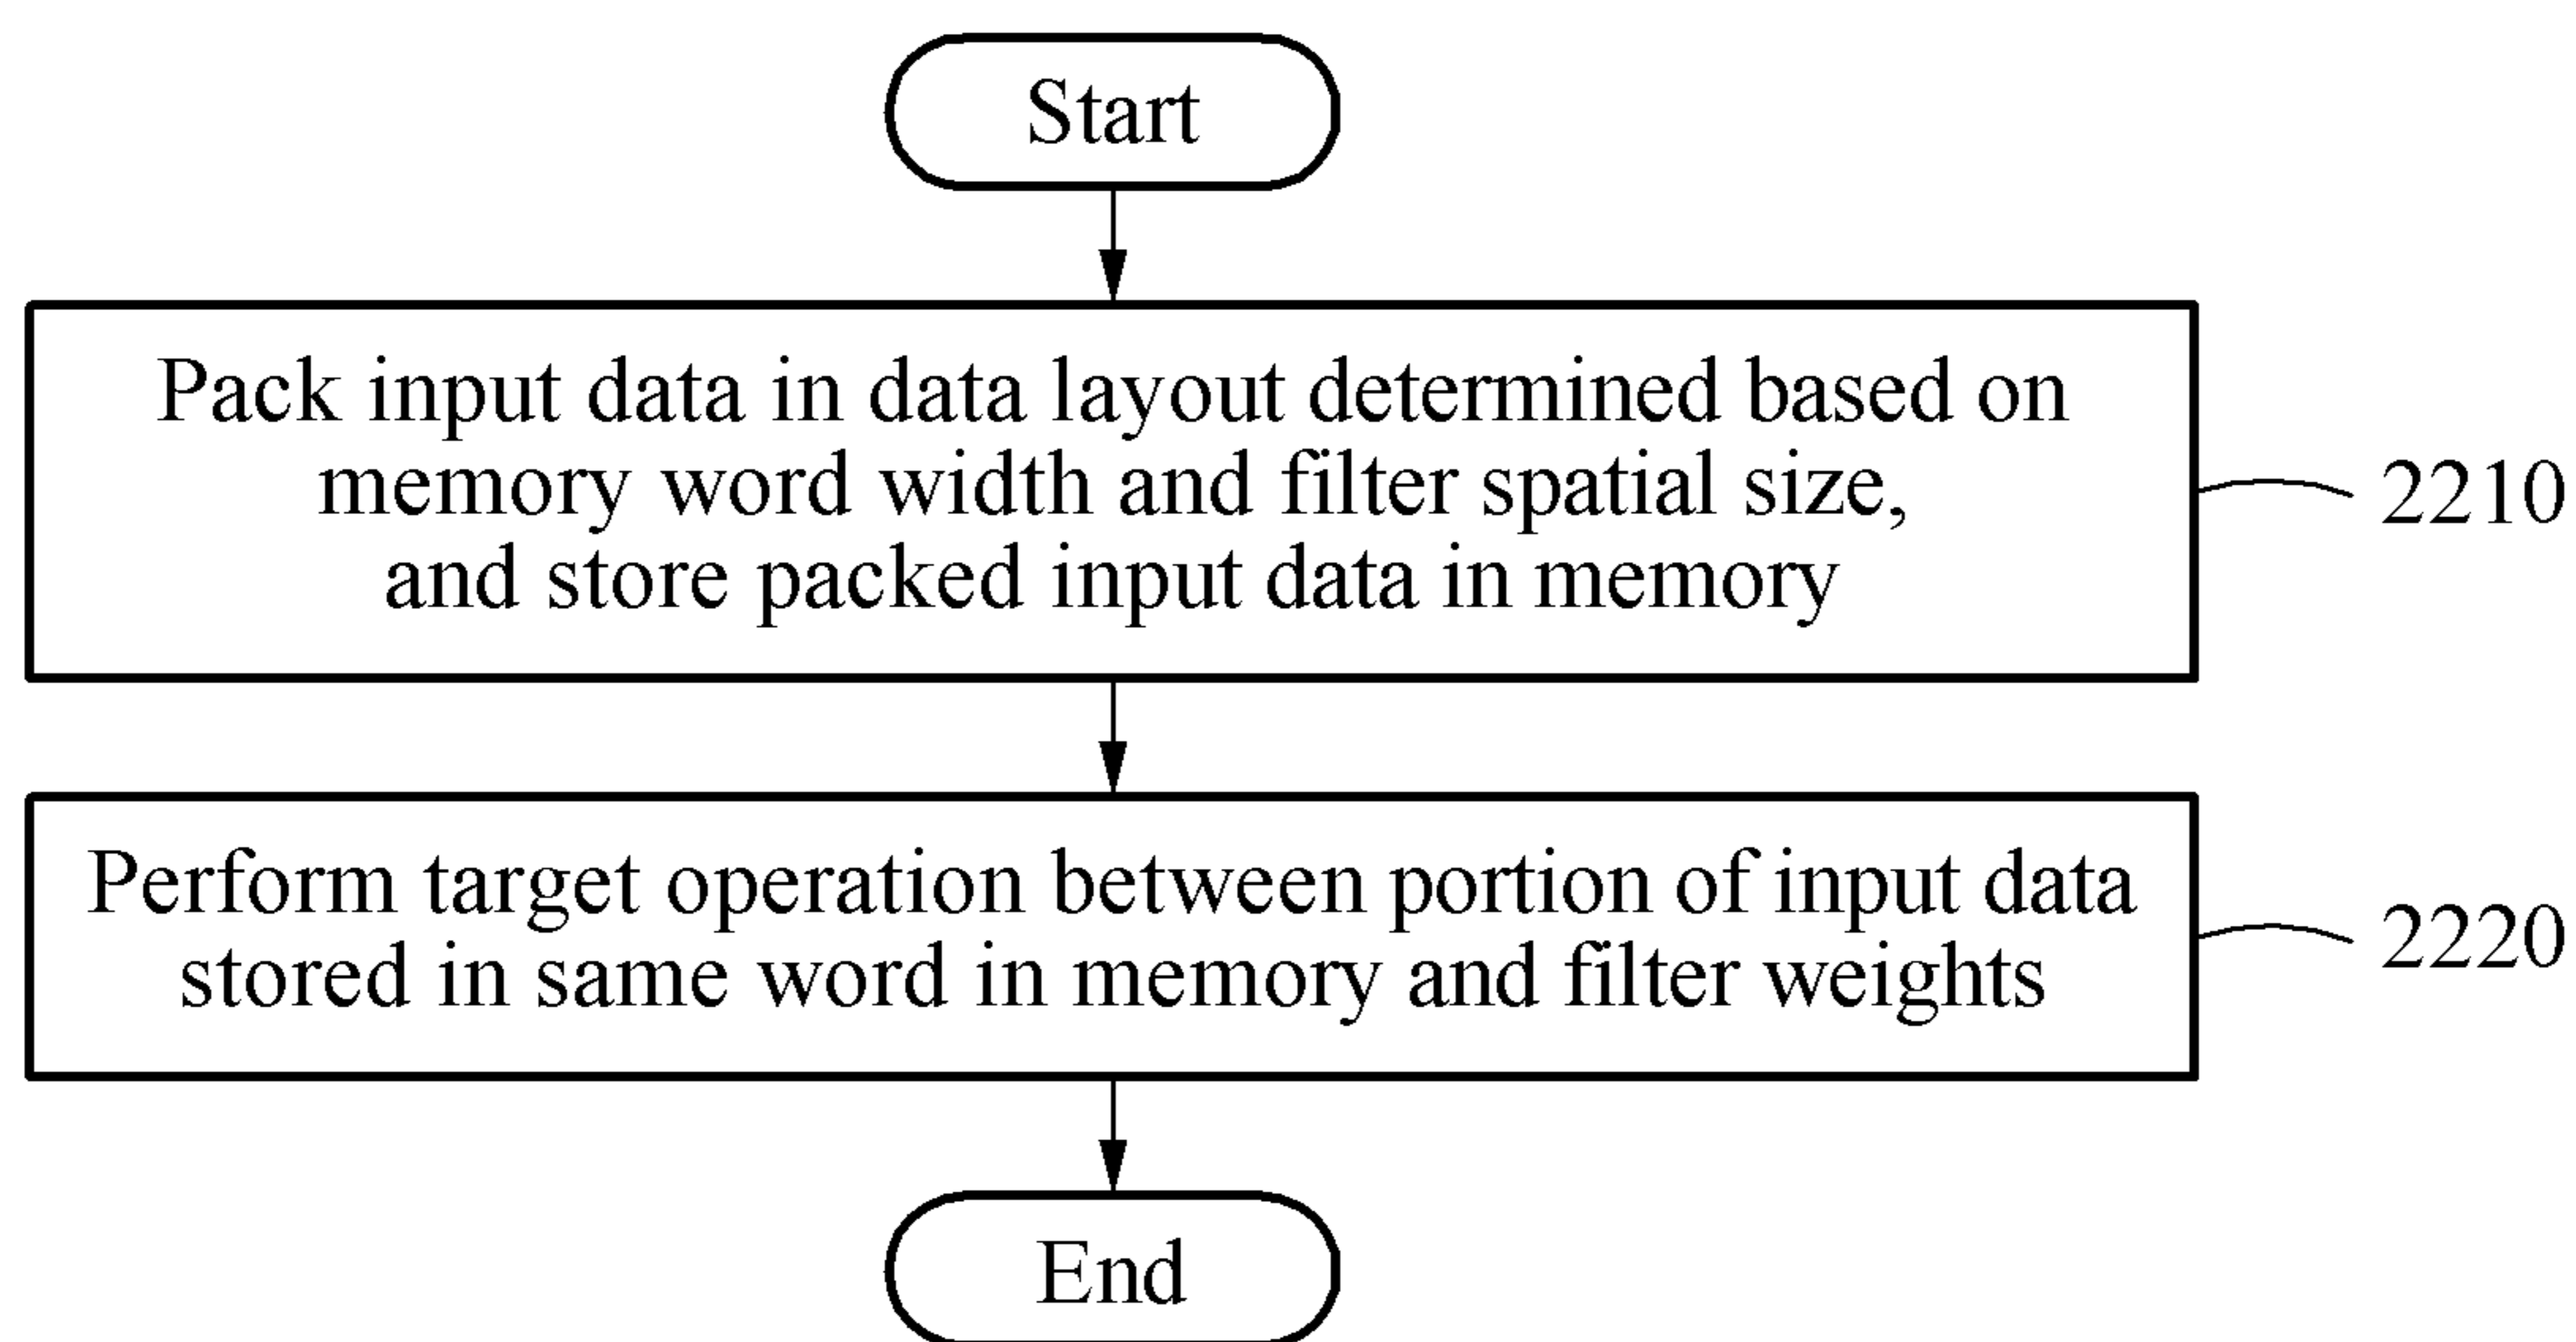 Start
Pack input data in data layout determined based on
memory word width and filter spatial size,
and store packed input data in memory
2210
Perform target operation between portion of input data
stored in same word in memory and filter weights
2220
End